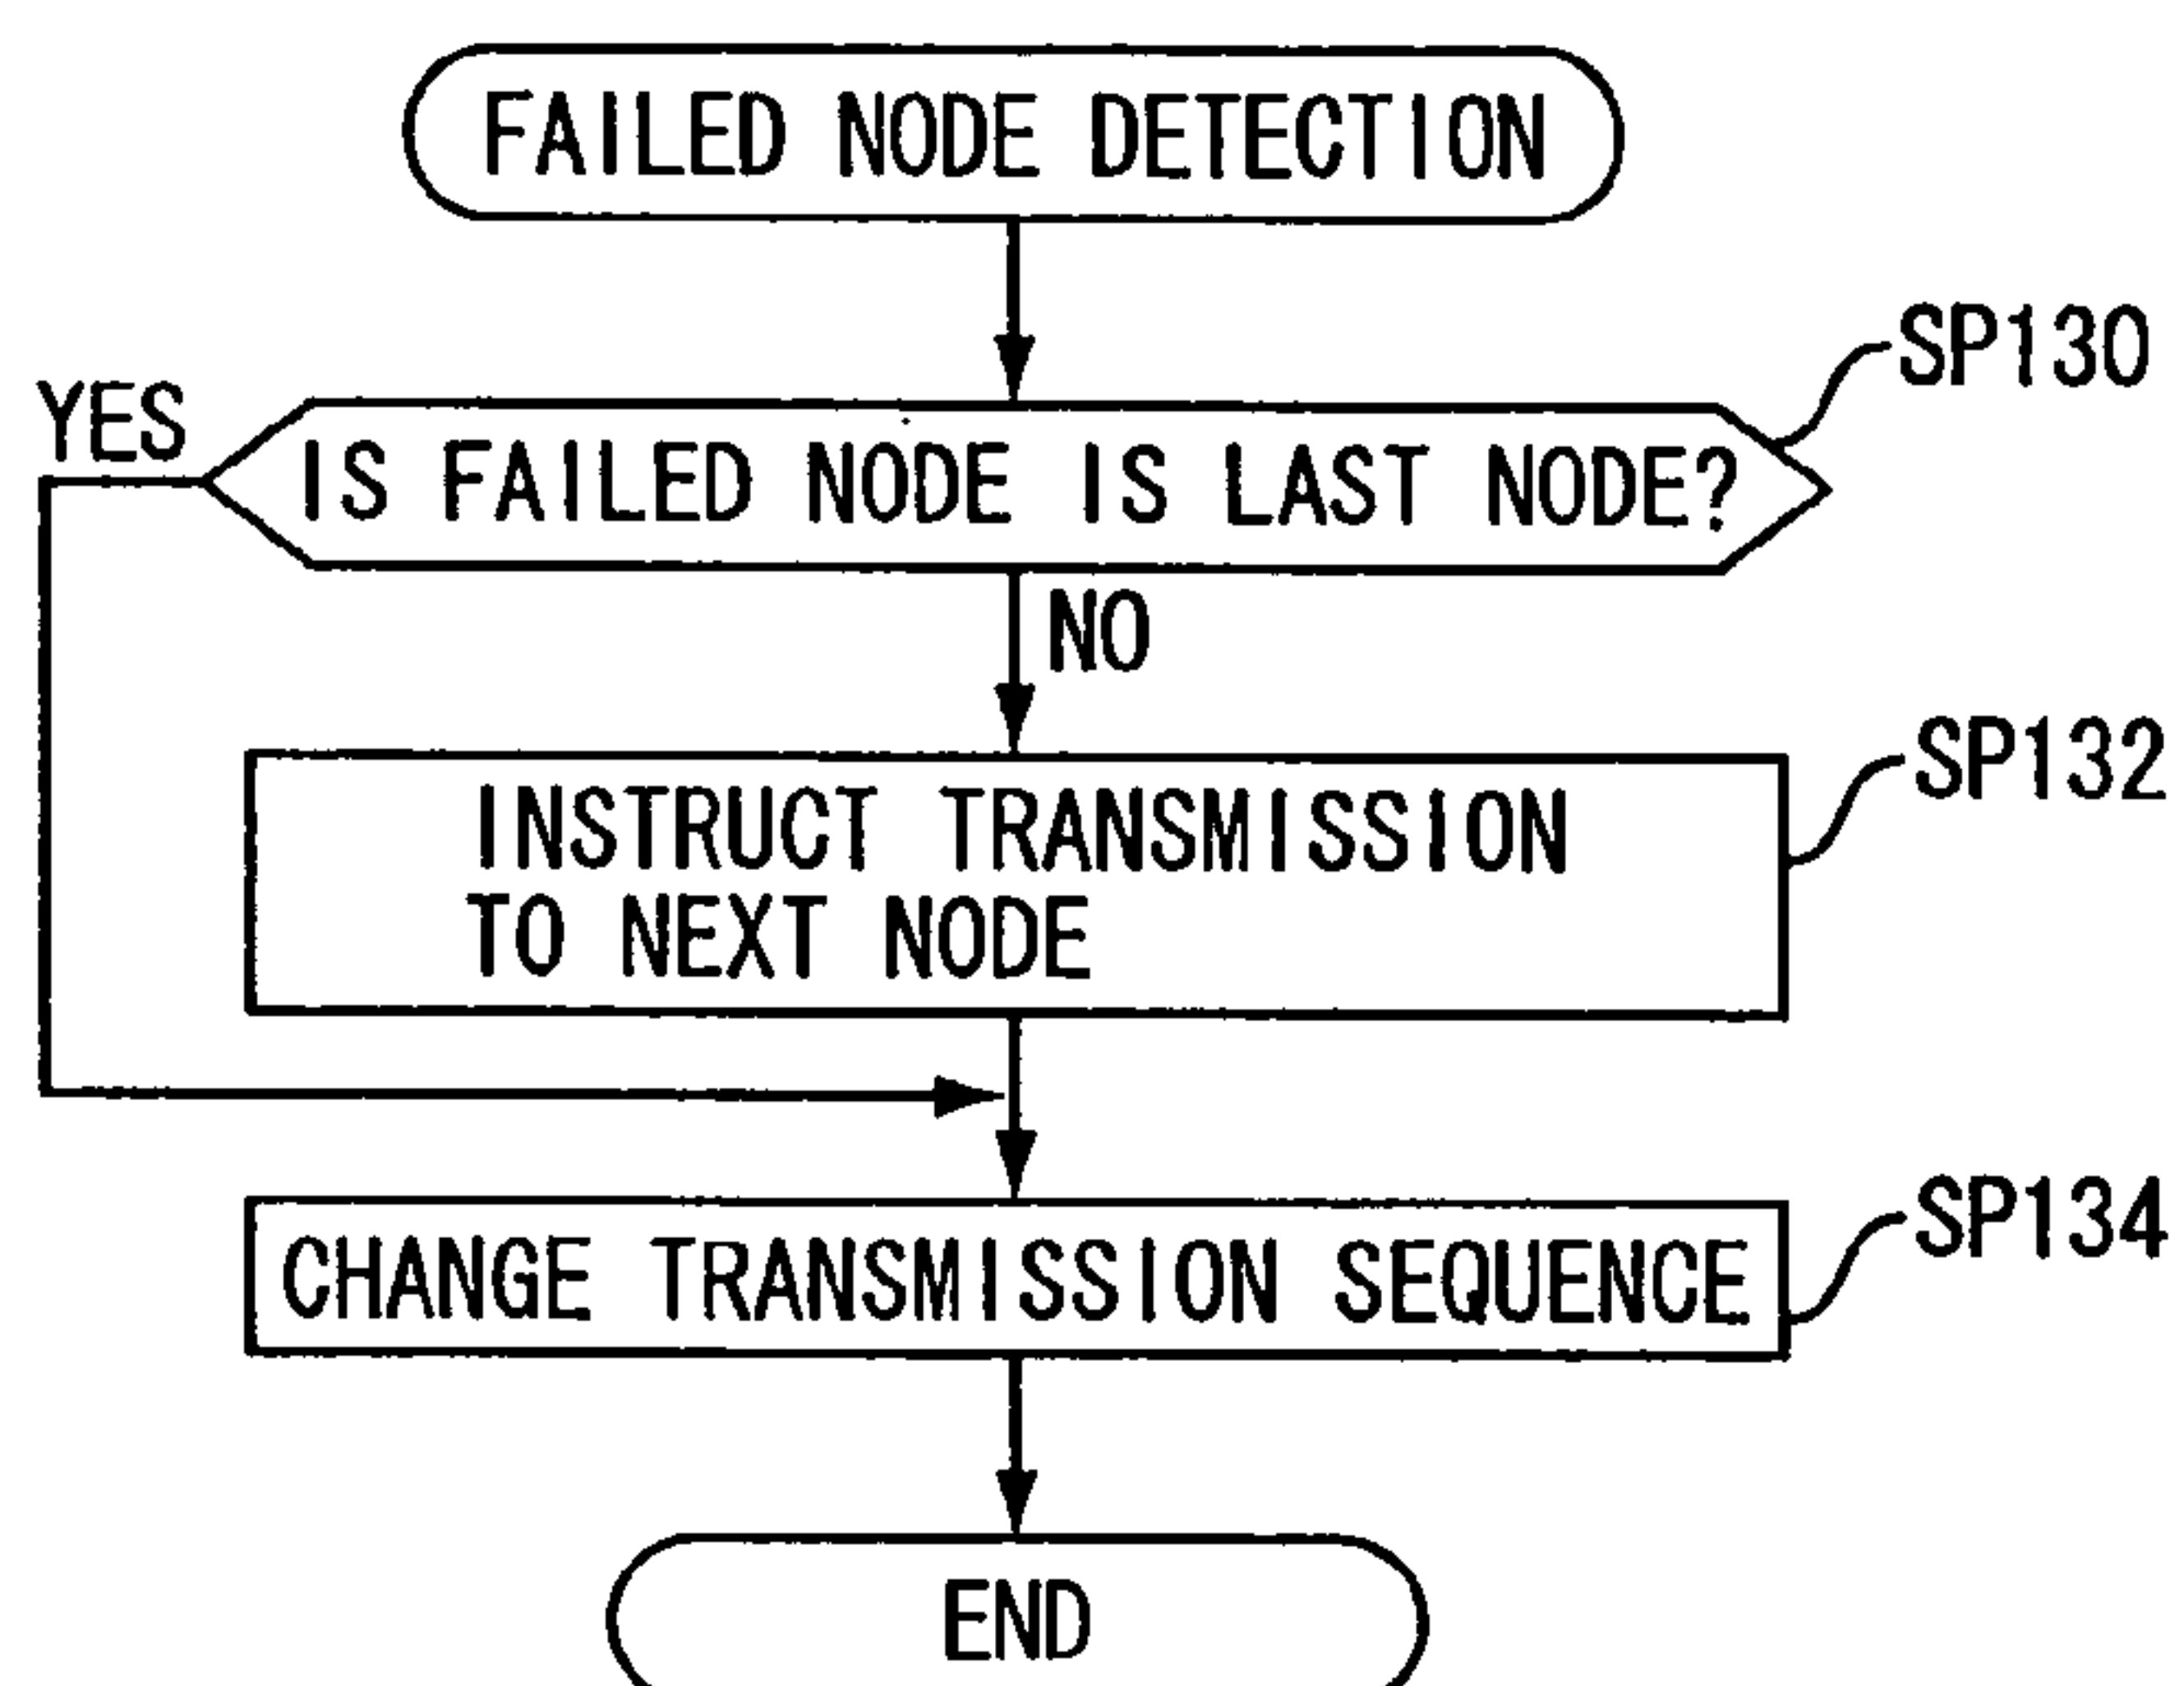 FAILED NODE DETECTION
SP130
YES
IS FAILED NODE IS LAST NODE?
NO
SP132
INSTRUCT TRANSMISSION
TO NEXT NODE
SP134
CHANGE TRANSMISSION SEQUENCE
END